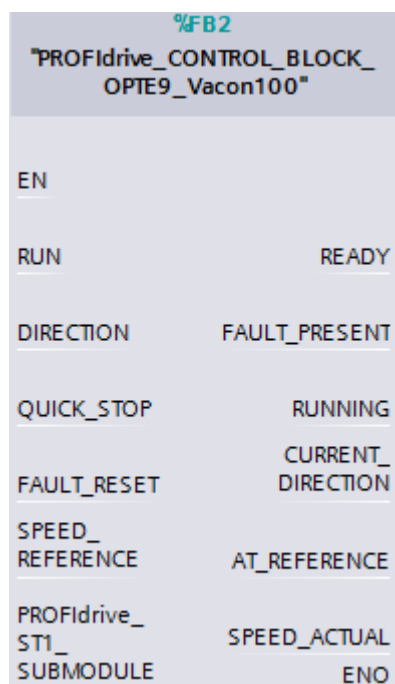 %FB2
"PROFIdrive_CONTROL_BLOCK_
OPTE9_Vacon100"
EN
RUN READY
DIRECTION FAULT_PRESENT
QUICK_STOP RUNNING
CURRENT_
FAULT_RESET DIRECTION
SPEED_
REFERENCE AT_REFERENCE
PROFIdrive_
ST1_ SPEED_ACTUAL
SUBMODULE ENO